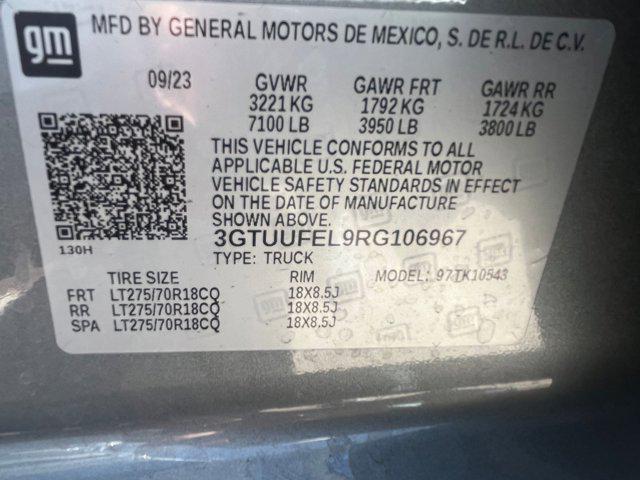 gm
MFD BY GENERAL MOTORS DE MEXICO, S. DE R.L. DE C.V.
09/23 GVWR GAWR FRT GAWR RR
3221 KG 1792 KG 1724 KG
7100 LB 3950 LB 3800 LB
THIS VEHICLE CONFORMS TO ALL
APPLICABLE U.S. FEDERAL MOTOR
VEHICLE SAFETY STANDARDS IN EFFECT
ON THE DATE OF MANUFACTURE
SHOWN ABOVE.
130H 3GTUUFEL9RG106967
TYPE: TRUCK
TIRE SIZE RIM MODEL: 97TK10543
FRT LT275/70R18CQ 18X8.5J
RR LT275/70R18CQ 18X8.5J
SPA LT275/70R18CQ 18X8.5J